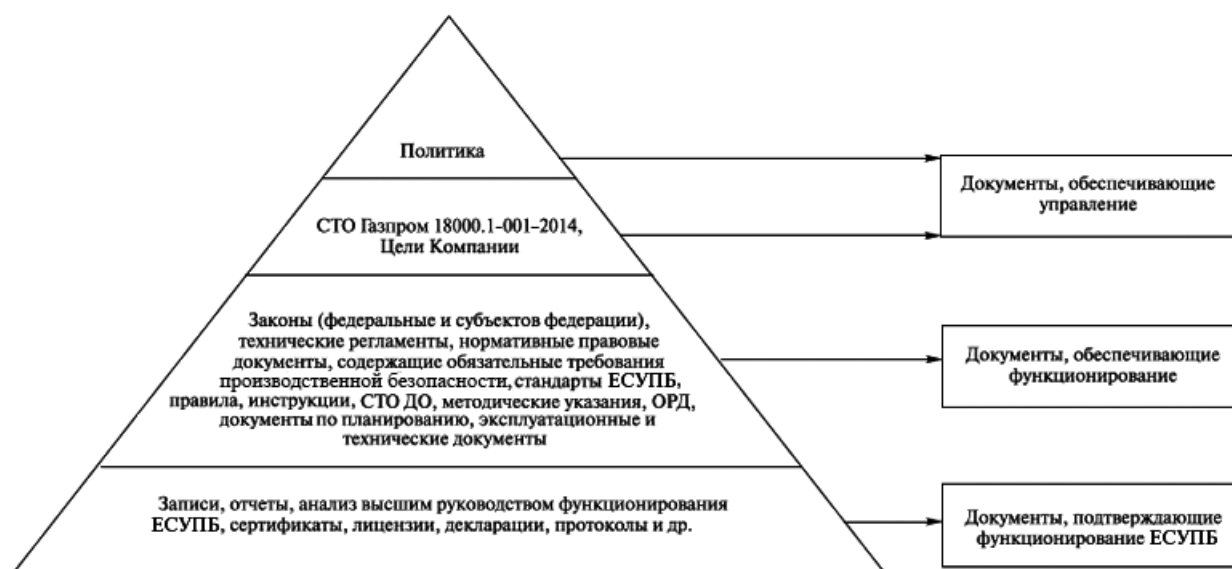 Политика
СТО Газпром 18000.1-001-2014,
Цели Компании
Законы (федеральные и субъектов федерации),
технические регламенты, нормативные правовые
документы, содержащие обязательные требования
производственной безопасности, стандарты ЕСУПБ,
правила, инструкции, СТО ДО, методические указания, ОРД,
документы по планированию, эксплуатационные и
технические документы
Записи, отчеты, анализ высшим руководством функционирования
ЕСУПБ, сертификаты, лицензии, декларации, протоколы и др.
Документы, обеспечивающие
управление
Документы, обеспечивающие
функционирование
Документы, подтверждающие
функционирование ЕСУПБ